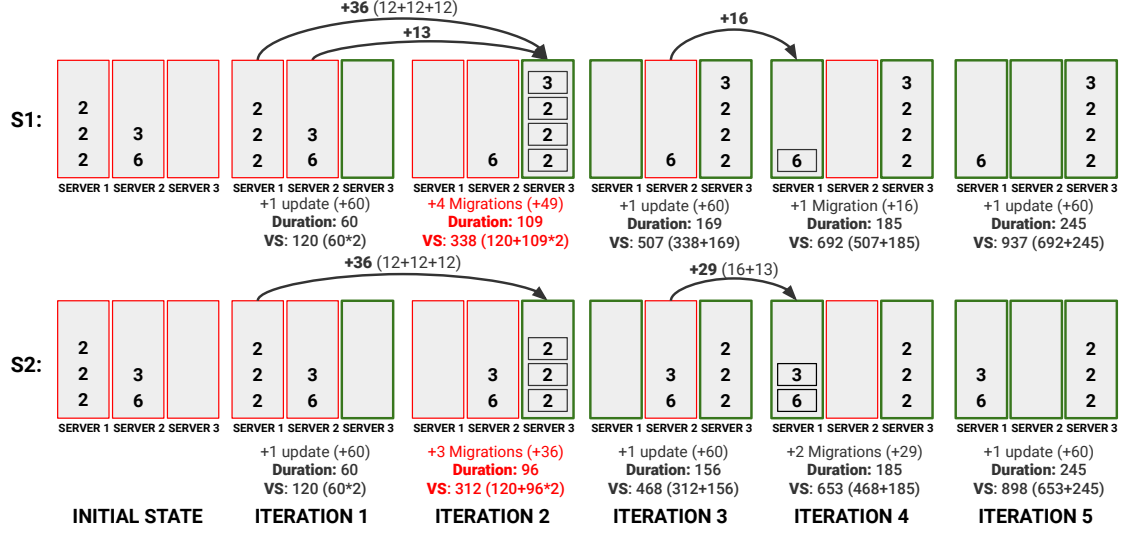 +36 (12+12+12)
+13
+16
S1:
2 2 3 3 3
2 2 2 2 2
2 3 2 3 2 2 2
2 6 2 6 6 2 6 2 6 2 6 2
SERVER 1 SERVER 2 SERVER 3 SERVER 1 SERVER 2 SERVER 3 SERVER 1 SERVER 2 SERVER 3 SERVER 1 SERVER 2 SERVER 3 SERVER 1 SERVER 2 SERVER 3 SERVER 1 SERVER 2 SERVER 3
+1 update (+60) +4 Migrations (+49) +1 update (+60) +1 Migration (+16) +1 update (+60)
Duration: 60 Duration: 109 Duration: 169 Duration: 185 Duration: 245
VS: 120 (60*2) VS: 338 (120+109*2) VS: 507 (338+169) VS: 692 (507+185) VS: 937 (692+245)
+36 (12+12+12) +29 (16+13)
S2:
2 2 2 2 2 2
2 3 2 3 3 2 3 2 3 2 3 2
2 6 2 6 6 2 6 2 6 2 6 2
SERVER 1 SERVER 2 SERVER 3 SERVER 1 SERVER 2 SERVER 3 SERVER 1 SERVER 2 SERVER 3 SERVER 1 SERVER 2 SERVER 3 SERVER 1 SERVER 2 SERVER 3 SERVER 1 SERVER 2 SERVER 3
+1 update (+60) +3 Migrations (+36) +1 update (+60) +2 Migrations (+29) +1 update (+60)
Duration: 60 Duration: 96 Duration: 156 Duration: 185 Duration: 245
VS: 120 (60*2) VS: 312 (120+96*2) VS: 468 (312+156) VS: 653 (468+185) VS: 898 (653+245)
INITIAL STATE ITERATION 1 ITERATION 2 ITERATION 3 ITERATION 4 ITERATION 5